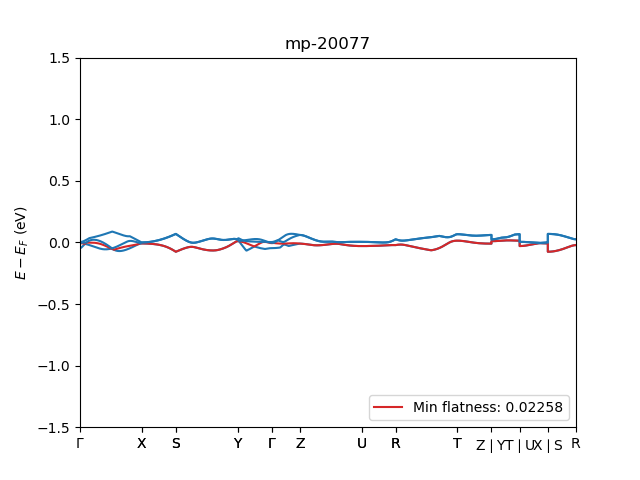 mp-20077
E − E_F (eV)
1.5
1.0
0.5
0.0
−0.5
−1.0
−1.5
Min flatness: 0.02258
Γ X S Y Γ Z U R T Z | YT | UX | S R